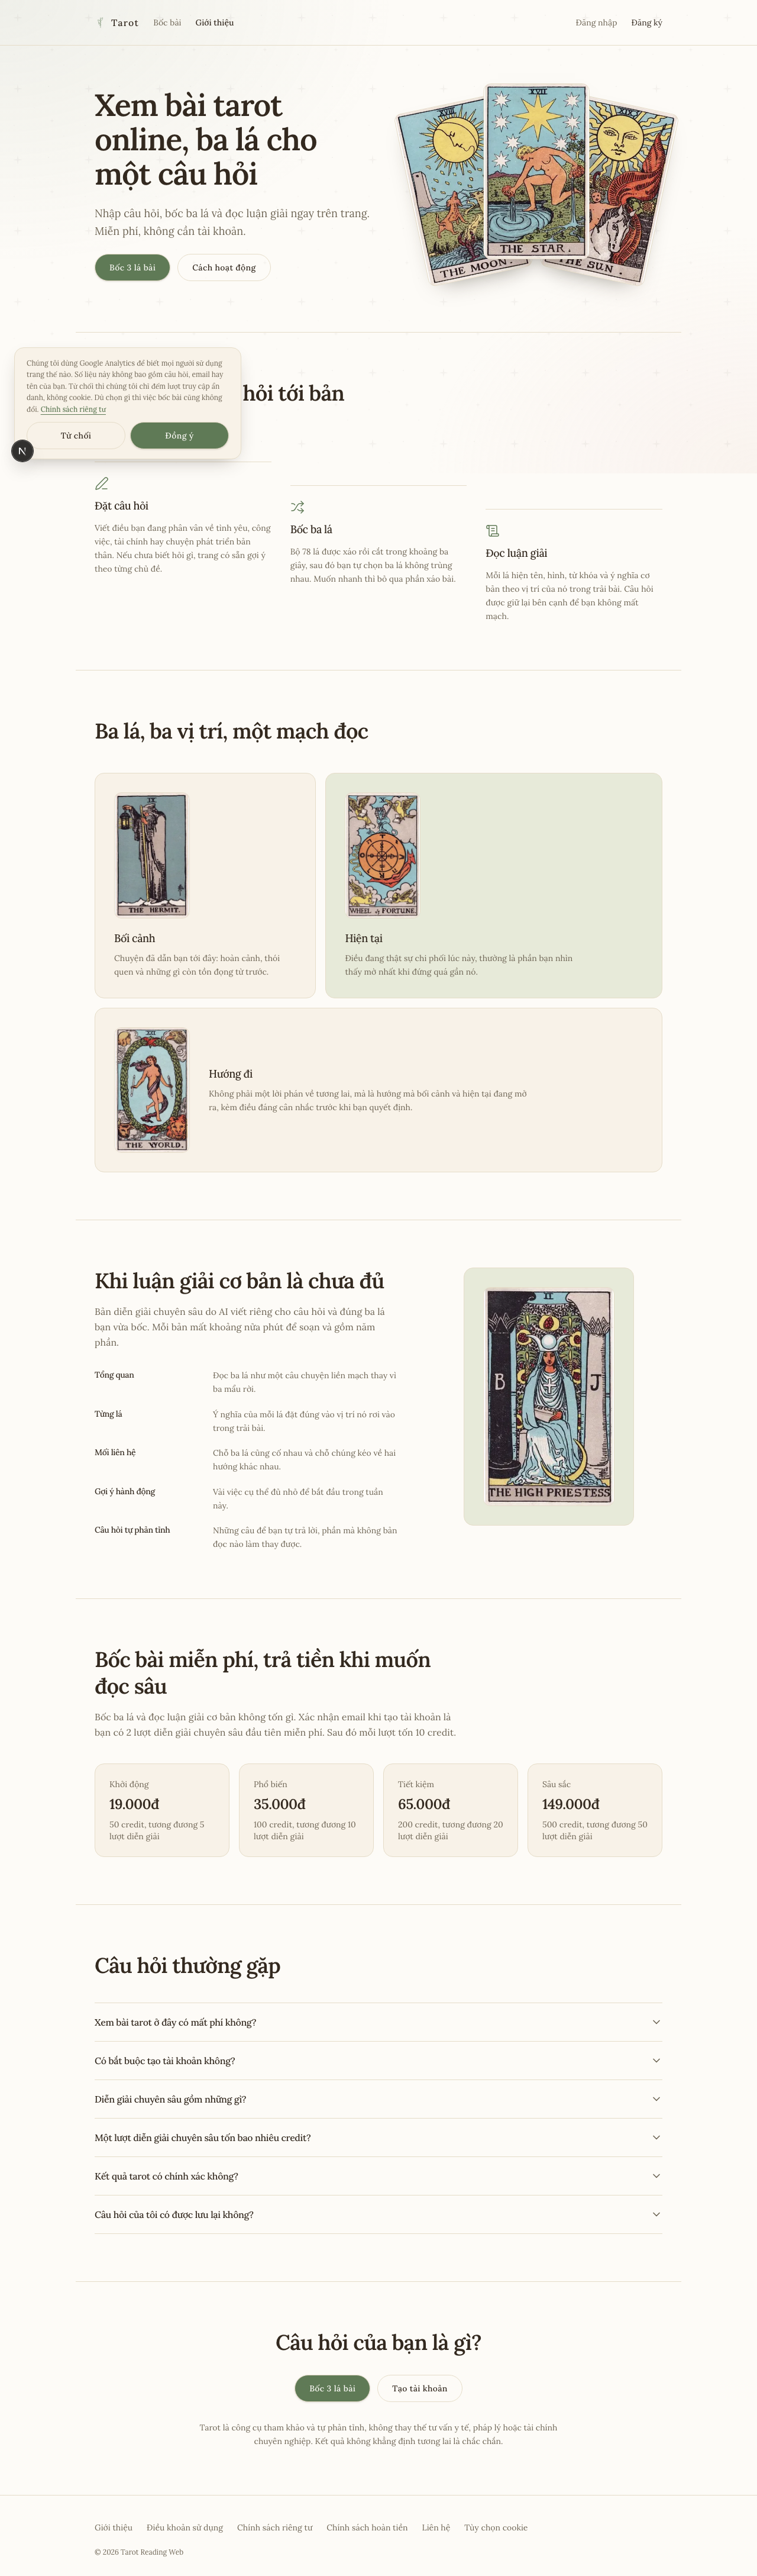 Tarot
Bốc bài
Giới thiệu
Đăng nhập
Đăng ký
Xem bài tarot
online, ba lá cho
một câu hỏi
Nhập câu hỏi, bốc ba lá và đọc luận giải ngay trên trang.
Miễn phí, không cần tài khoản.
Bốc 3 lá bài
Cách hoạt động
XVIII
THE MOON.
XVII
THE STAR.
XIX
THE SUN.
Chúng tôi dùng Google Analytics để biết mọi người sử dụng
trang thế nào. Số liệu này không bao gồm câu hỏi, email hay
tên của bạn. Từ chối thì chúng tôi chỉ đếm lượt truy cập ẩn
danh, không cookie. Dù chọn gì thì việc bốc bài cũng không
đổi. Chính sách riêng tư
Từ chối
Đồng ý
N
hỏi tới bản
Đặt câu hỏi
Viết điều bạn đang phân vân về tình yêu, công
việc, tài chính hay chuyện phát triển bản
thân. Nếu chưa biết hỏi gì, trang có sẵn gợi ý
theo từng chủ đề.
Bốc ba lá
Bộ 78 lá được xáo rồi cắt trong khoảng ba
giây, sau đó bạn tự chọn ba lá không trùng
nhau. Muốn nhanh thì bỏ qua phần xáo bài.
Đọc luận giải
Mỗi lá hiện tên, hình, từ khóa và ý nghĩa cơ
bản theo vị trí của nó trong trải bài. Câu hỏi
được giữ lại bên cạnh để bạn không mất
mạch.
Ba lá, ba vị trí, một mạch đọc
IX
THE HERMIT.
Bối cảnh
Chuyện đã dẫn bạn tới đây: hoàn cảnh, thói
quen và những gì còn tồn đọng từ trước.
X
WHEEL of FORTUNE.
Hiện tại
Điều đang thật sự chi phối lúc này, thường là phần bạn nhìn
thấy mờ nhất khi đứng quá gần nó.
XXI
THE WORLD.
Hướng đi
Không phải một lời phán về tương lai, mà là hướng mà bối cảnh và hiện tại đang mở
ra, kèm điều đáng cân nhắc trước khi bạn quyết định.
Khi luận giải cơ bản là chưa đủ
Bản diễn giải chuyên sâu do AI viết riêng cho câu hỏi và đúng ba lá
bạn vừa bốc. Mỗi bản mất khoảng nửa phút để soạn và gồm năm
phần.
Tổng quan
Đọc ba lá như một câu chuyện liền mạch thay vì
ba mẩu rời.
Từng lá
Ý nghĩa của mỗi lá đặt đúng vào vị trí nó rơi vào
trong trải bài.
Mối liên hệ
Chỗ ba lá củng cố nhau và chỗ chúng kéo về hai
hướng khác nhau.
Gợi ý hành động
Vài việc cụ thể đủ nhỏ để bắt đầu trong tuần
này.
Câu hỏi tự phản tỉnh
Những câu để bạn tự trả lời, phần mà không bản
đọc nào làm thay được.
II
B
J
THE HIGH PRIESTESS
Bốc bài miễn phí, trả tiền khi muốn
đọc sâu
Bốc ba lá và đọc luận giải cơ bản không tốn gì. Xác nhận email khi tạo tài khoản là
bạn có 2 lượt diễn giải chuyên sâu đầu tiên miễn phí. Sau đó mỗi lượt tốn 10 credit.
Khởi động
19.000đ
50 credit, tương đương 5
lượt diễn giải
Phổ biến
35.000đ
100 credit, tương đương 10
lượt diễn giải
Tiết kiệm
65.000đ
200 credit, tương đương 20
lượt diễn giải
Sâu sắc
149.000đ
500 credit, tương đương 50
lượt diễn giải
Câu hỏi thường gặp
Xem bài tarot ở đây có mất phí không?
Có bắt buộc tạo tài khoản không?
Diễn giải chuyên sâu gồm những gì?
Một lượt diễn giải chuyên sâu tốn bao nhiêu credit?
Kết quả tarot có chính xác không?
Câu hỏi của tôi có được lưu lại không?
Câu hỏi của bạn là gì?
Bốc 3 lá bài
Tạo tài khoản
Tarot là công cụ tham khảo và tự phản tỉnh, không thay thế tư vấn y tế, pháp lý hoặc tài chính
chuyên nghiệp. Kết quả không khẳng định tương lai là chắc chắn.
Giới thiệu
Điều khoản sử dụng
Chính sách riêng tư
Chính sách hoàn tiền
Liên hệ
Tùy chọn cookie
© 2026 Tarot Reading Web